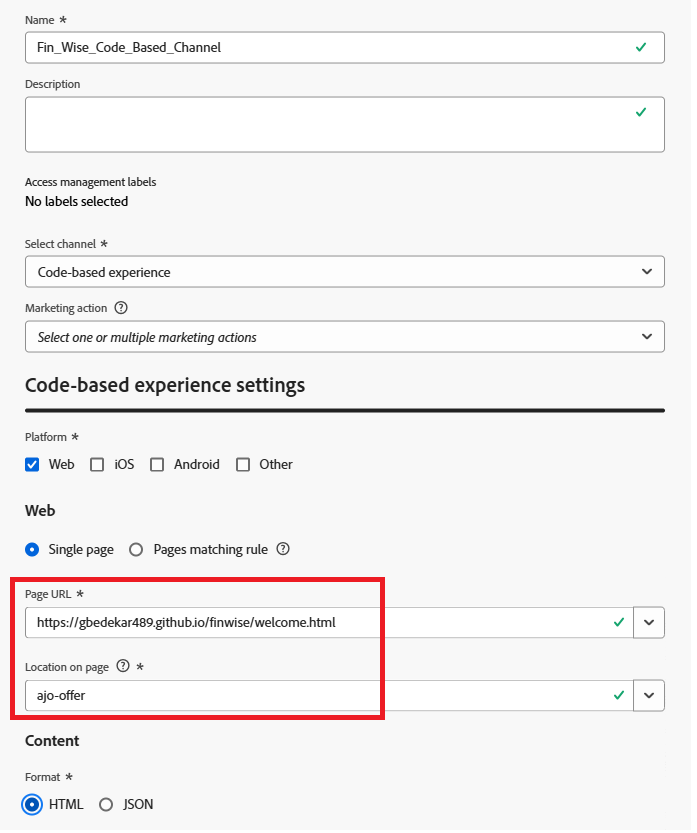 Name *
Fin_Wise_Code_Based_Channel
Description
Access management labels
No labels selected
Select channel *
Code-based experience
Marketing action ?
Select one or multiple marketing actions
Code-based experience settings
Platform *
Web iOS Android Other
Web
Single page Pages matching rule ?
Page URL *
https://gbedekar489.github.io/finwise/welcome.html
Location on page ? *
ajo-offer
Content
Format *
HTML JSON